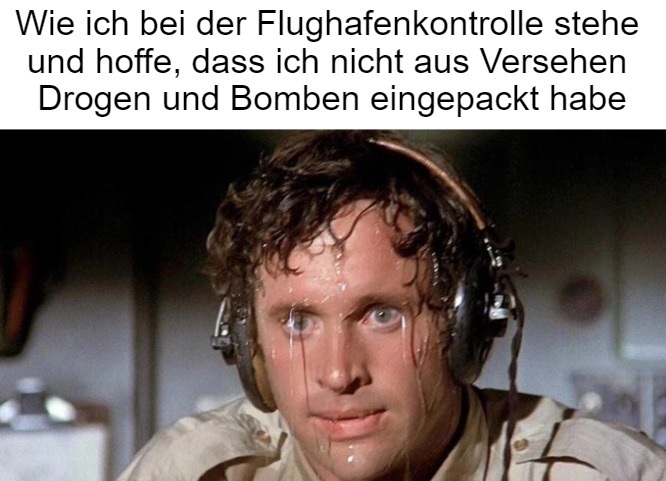 Wie ich bei der Flughafenkontrolle stehe
und hoffe, dass ich nicht aus Versehen
Drogen und Bomben eingepackt habe